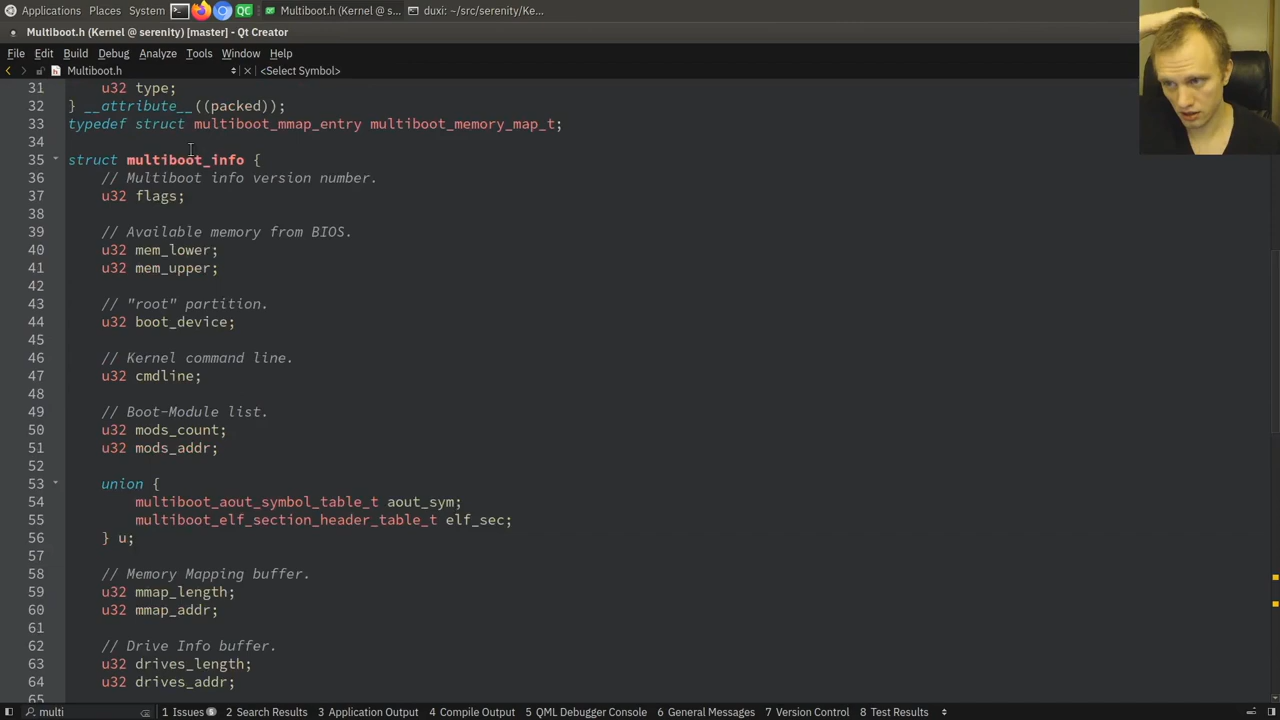 Applications Places System QC Multiboot.h (Kernel @ s... duxi: ~/src/serenity/Ke...
Multiboot.h (Kernel @ serenity) [master] - Qt Creator
File Edit Build Debug Analyze Tools Window Help
Multiboot.h <Select Symbol>
31 u32 type;
32 } __attribute__((packed));
33 typedef struct multiboot_mmap_entry multiboot_memory_map_t;
34
35 struct multiboot_info {
36 // Multiboot info version number.
37 u32 flags;
38
39 // Available memory from BIOS.
40 u32 mem_lower;
41 u32 mem_upper;
42
43 // "root" partition.
44 u32 boot_device;
45
46 // Kernel command line.
47 u32 cmdline;
48
49 // Boot-Module list.
50 u32 mods_count;
51 u32 mods_addr;
52
53 union {
54 multiboot_aout_symbol_table_t aout_sym;
55 multiboot_elf_section_header_table_t elf_sec;
56 } u;
57
58 // Memory Mapping buffer.
59 u32 mmap_length;
60 u32 mmap_addr;
61
62 // Drive Info buffer.
63 u32 drives_length;
64 u32 drives_addr;
65
multi 1 Issues 5 2 Search Results 3 Application Output 4 Compile Output 5 QML Debugger Console 6 General Messages 7 Version Control 8 Test Results